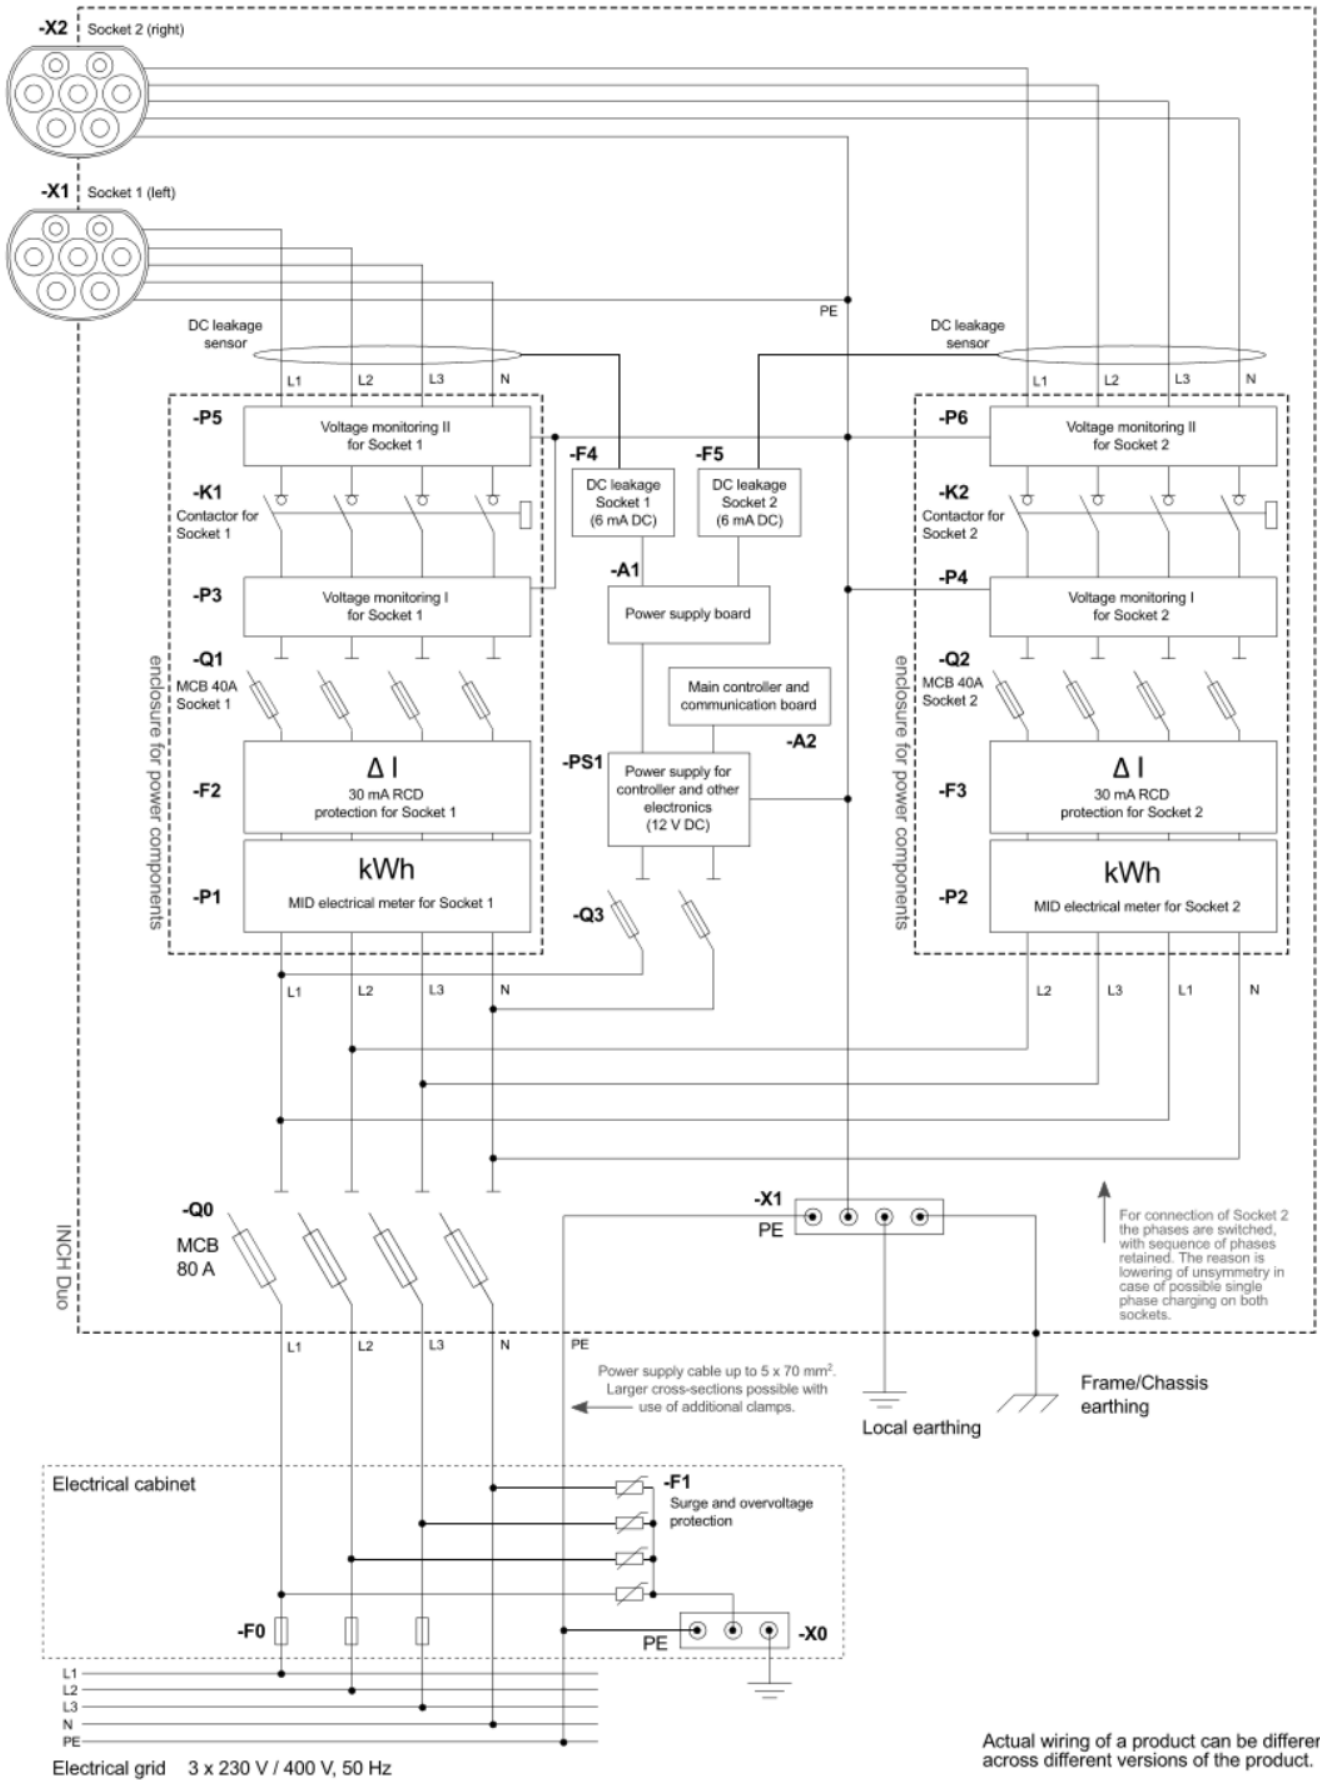 -X2 Socket 2 (right)
-X1 Socket 1 (left)
PE
DC leakage
sensor
DC leakage
sensor
L1 L2 L3 N
L1 L2 L3 N
-P5
Voltage monitoring II
for Socket 1
-P6
Voltage monitoring II
for Socket 2
-F4
DC leakage
Socket 1
(6 mA DC)
-F5
DC leakage
Socket 2
(6 mA DC)
-K1
Contactor for
Socket 1
-K2
Contactor for
Socket 2
-A1
Power supply board
-P3
Voltage monitoring I
for Socket 1
-P4
Voltage monitoring I
for Socket 2
-Q1
MCB 40A
Socket 1
-Q2
MCB 40A
Socket 2
enclosure for power components
enclosure for power components
Main controller and
communication board
-A2
-PS1
Power supply for
controller and other
electronics
(12 V DC)
-F2
Δ I
30 mA RCD
protection for Socket 1
-F3
Δ I
30 mA RCD
protection for Socket 2
-P1
kWh
MID electrical meter for Socket 1
-P2
kWh
MID electrical meter for Socket 2
-Q3
L1 L2 L3 N
L2 L3 L1 N
-Q0
MCB
80 A
INCH Duo
-X1
PE
For connection of Socket 2
the phases are switched,
with sequence of phases
retained. The reason is
lowering of unsymmetry in
case of possible single
phase charging on both
sockets.
L1 L2 L3 N PE
Power supply cable up to 5 x 70 mm².
Larger cross-sections possible with
use of additional clamps.
Local earthing
Frame/Chassis
earthing
Electrical cabinet
-F1
Surge and overvoltage
protection
-F0
PE
-X0
L1
L2
L3
N
PE
Electrical grid 3 x 230 V / 400 V, 50 Hz
Actual wiring of a product can be differen
across different versions of the product.